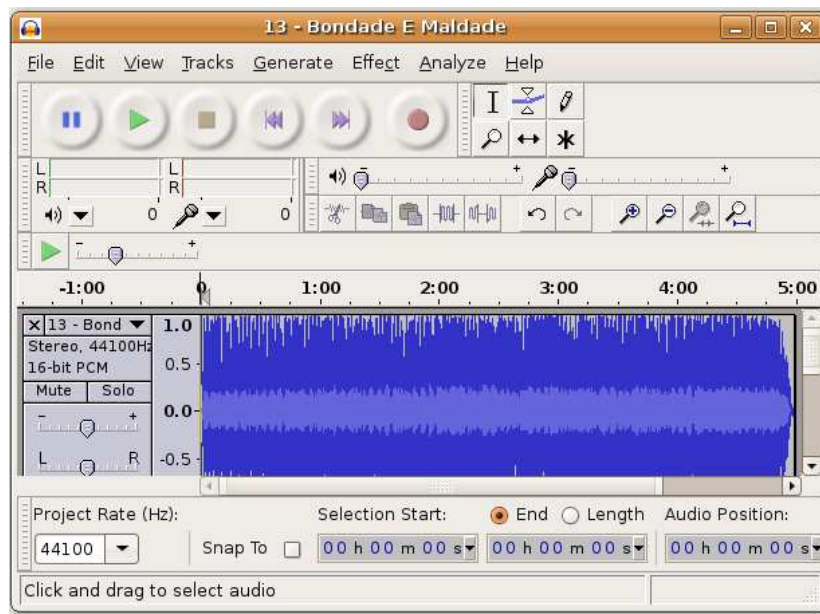 13 - Bondade E Maldade
File Edit View Tracks Generate Effect Analyze Help
L L
R R
- + - +
0 0
- +
-1:00 0 1:00 2:00 3:00 4:00 5:00
13 - Bond 1.0
Stereo, 44100Hz
16-bit PCM 0.5
Mute Solo
- + 0.0
L R -0.5
Project Rate (Hz): Selection Start: End Length Audio Position:
44100 Snap To 00 h 00 m 00 s 00 h 00 m 00 s 00 h 00 m 00 s
Click and drag to select audio